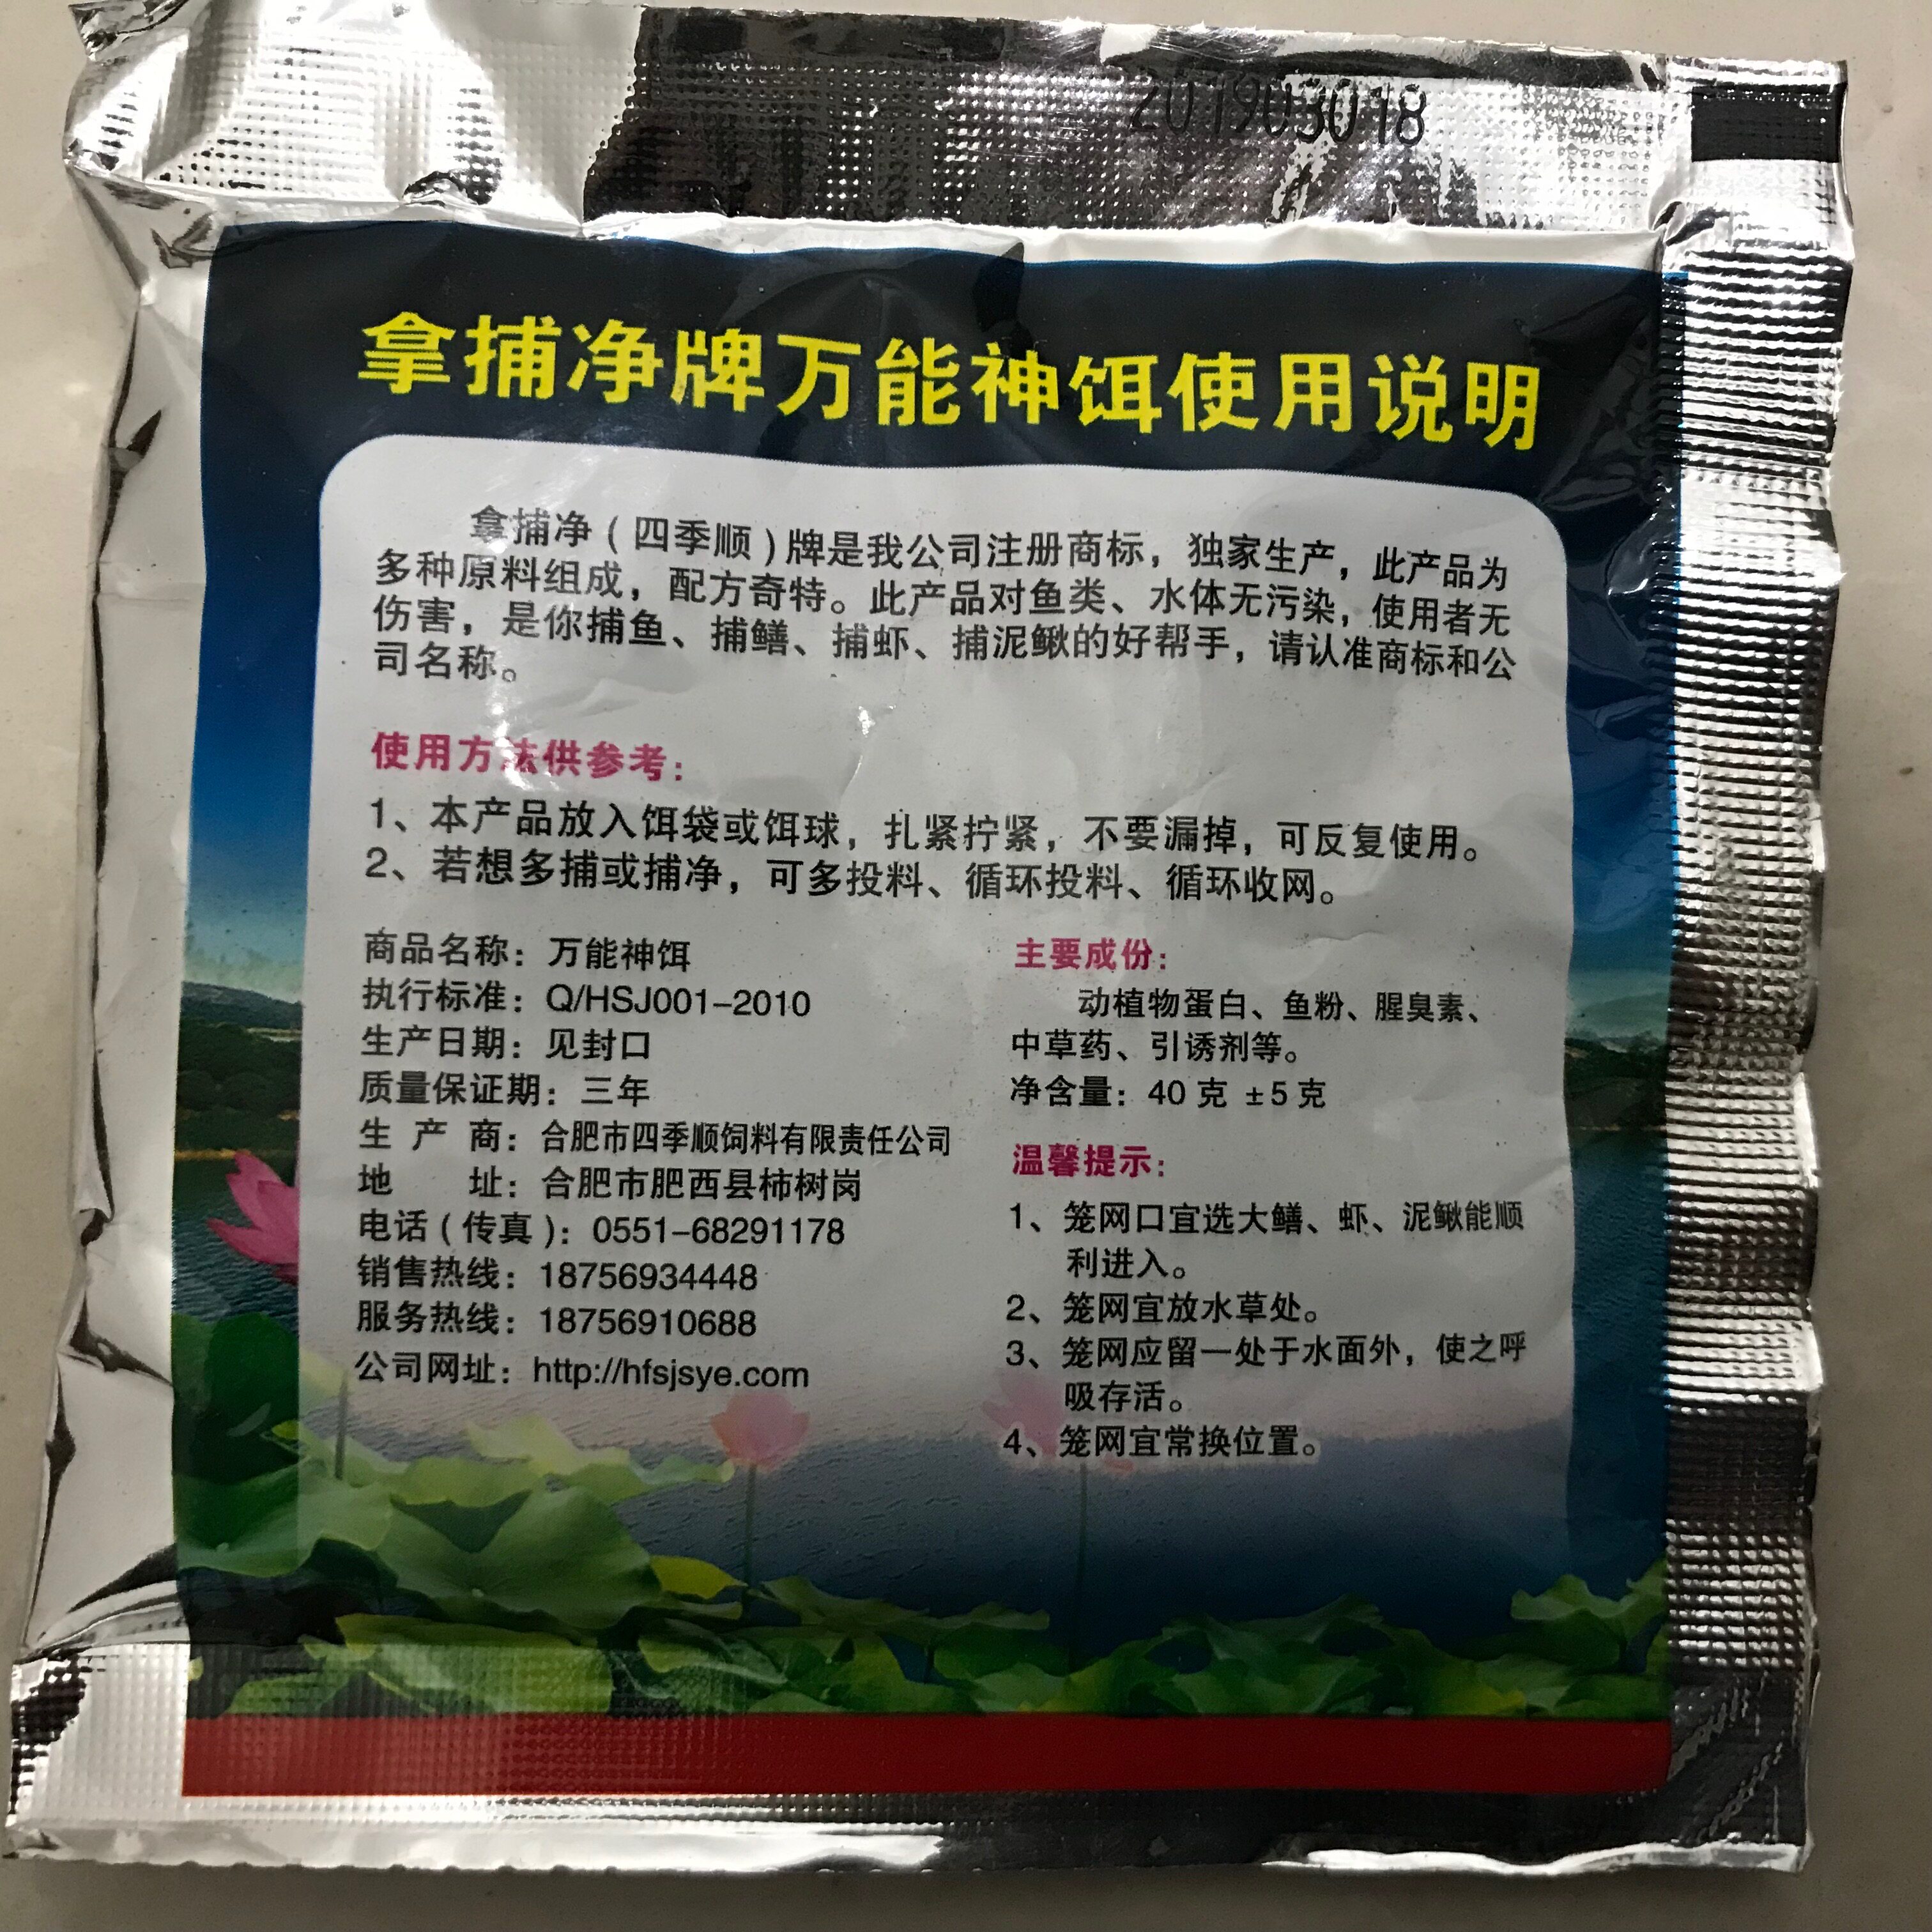 201903018
拿捕净牌万能神饵使用说明
拿捕净(四季顺)牌是我公司注册商标，独家生产，此产品为
多种原料组成，配方奇特。此产品对鱼类、水体无污染，使用者无
伤害，是你捕鱼、捕鳝、捕虾、捕泥鳅的好帮手，请认准商标和公
司名称。
使用方法供参考：
1、本产品放入饵袋或饵球，扎紧拧紧，不要漏掉，可反复使用。
2、若想多捕或捕净，可多投料、循环投料、循环收网。
商品名称：万能神饵
执行标准：Q/HSJ001-2010
生产日期：见封口
质量保证期：三年
生产商：合肥市四季顺饲料有限责任公司
地址：合肥市肥西县柿树岗
电话(传真)：0551-68291178
销售热线：18756934448
服务热线：18756910688
公司网址：http://hfsjsye.com
主要成份：
动植物蛋白、鱼粉、腥臭素、
中草药、引诱剂等。
净含量：40克 ±5克
温馨提示：
1、笼网口宜选大鳝、虾、泥鳅能顺
利进入。
2、笼网宜放水草处。
3、笼网应留一处于水面外，使之呼
吸存活。
4、笼网宜常换位置。